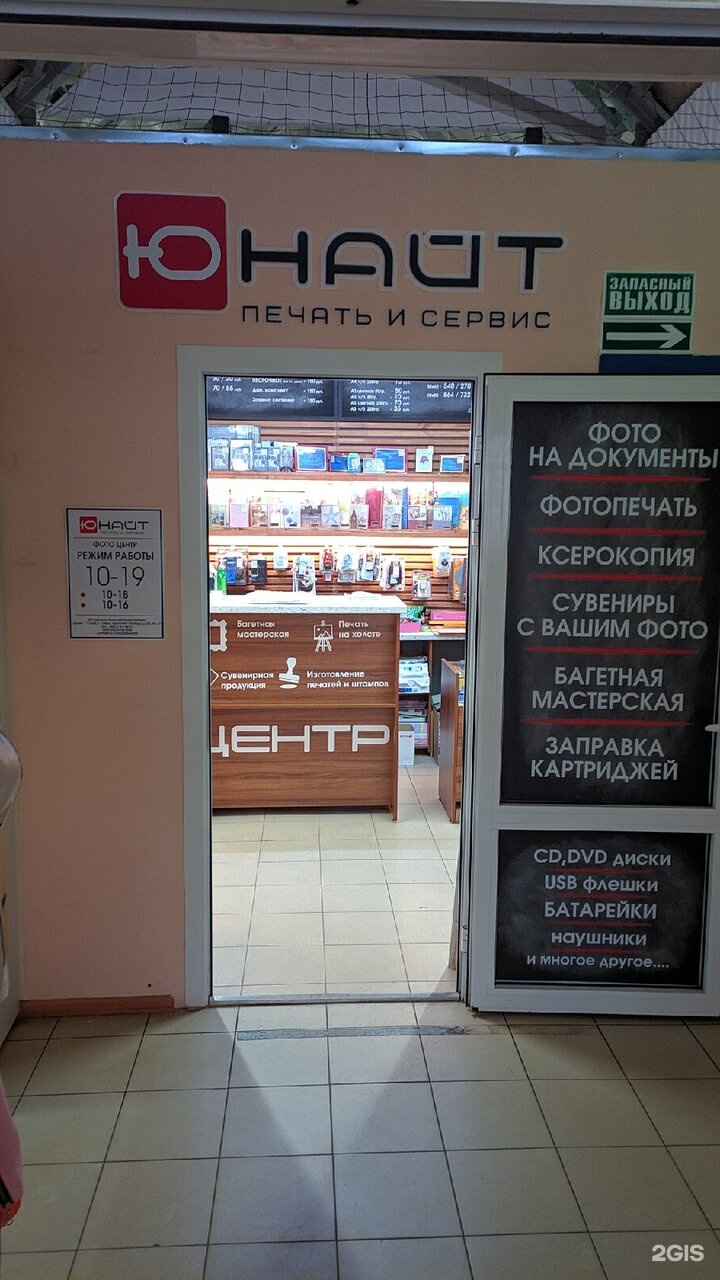 ЮНАЙТ
ПЕЧАТЬ И СЕРВИС
ЗАПАСНЫЙ
ВЫХОД
ЮНАЙТ
ФОТО ЦЕНТР
РЕЖИМ РАБОТЫ
10-19
10-18
10-16
Багетная
мастерская
Печать
на холсте
Сувенирная
продукция
Изготовление
печатей и штампов
ЦЕНТР
ФОТО
НА ДОКУМЕНТЫ
ФОТОПЕЧАТЬ
КСЕРОКОПИЯ
СУВЕНИРЫ
С ВАШИМ ФОТО
БАГЕТНАЯ
МАСТЕРСКАЯ
ЗАПРАВКА
КАРТРИДЖЕЙ
CD,DVD диски
USB флешки
БАТАРЕЙКИ
наушники
и многое другое....
2GIS